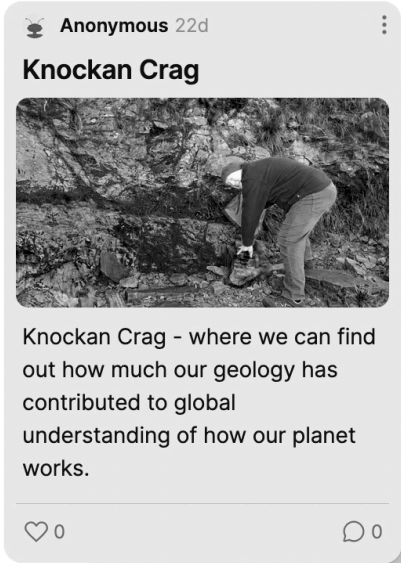 Anonymous 22d
Knockan Crag
Knockan Crag - where we can find
out how much our geology has
contributed to global
understanding of how our planet
works.
0 0